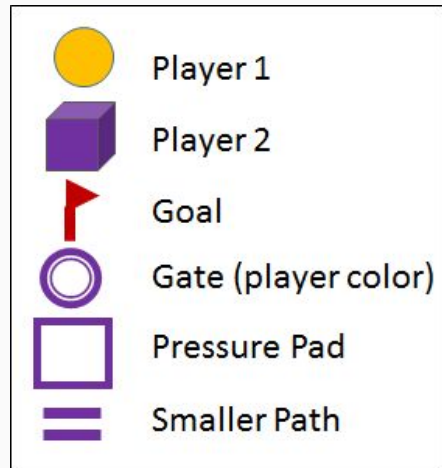 Player 1
Player 2
Goal
Gate (player color)
Pressure Pad
Smaller Path